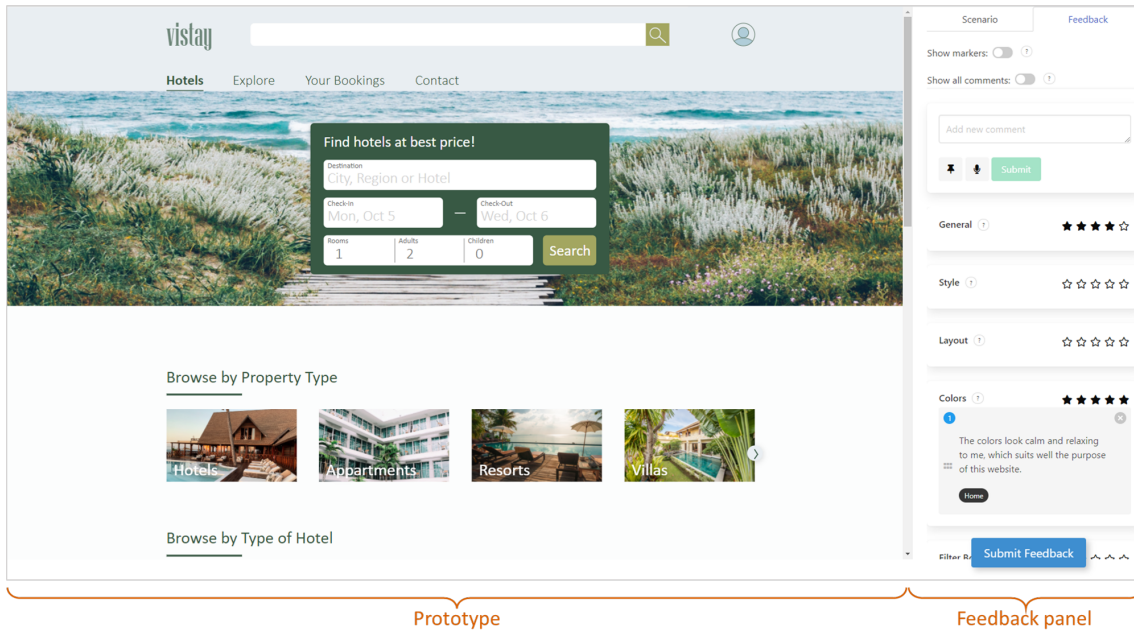 vistay
Hotels Explore Your Bookings Contact
Find hotels at best price!
Destination
City, Region or Hotel
Check-In
Mon, Oct 5
—
Check-Out
Wed, Oct 6
Rooms
1
Adults
2
Children
0
Search
Browse by Property Type
Hotels
Appartments
Resorts
Villas
Browse by Type of Hotel
Scenario Feedback
Show markers: ?
Show all comments: ?
Add new comment
Submit
General ?
Style ?
Layout ?
Colors ?
1
The colors look calm and relaxing
to me, which suits well the purpose
of this website.
Home
Filter
Submit Feedback
Prototype
Feedback panel